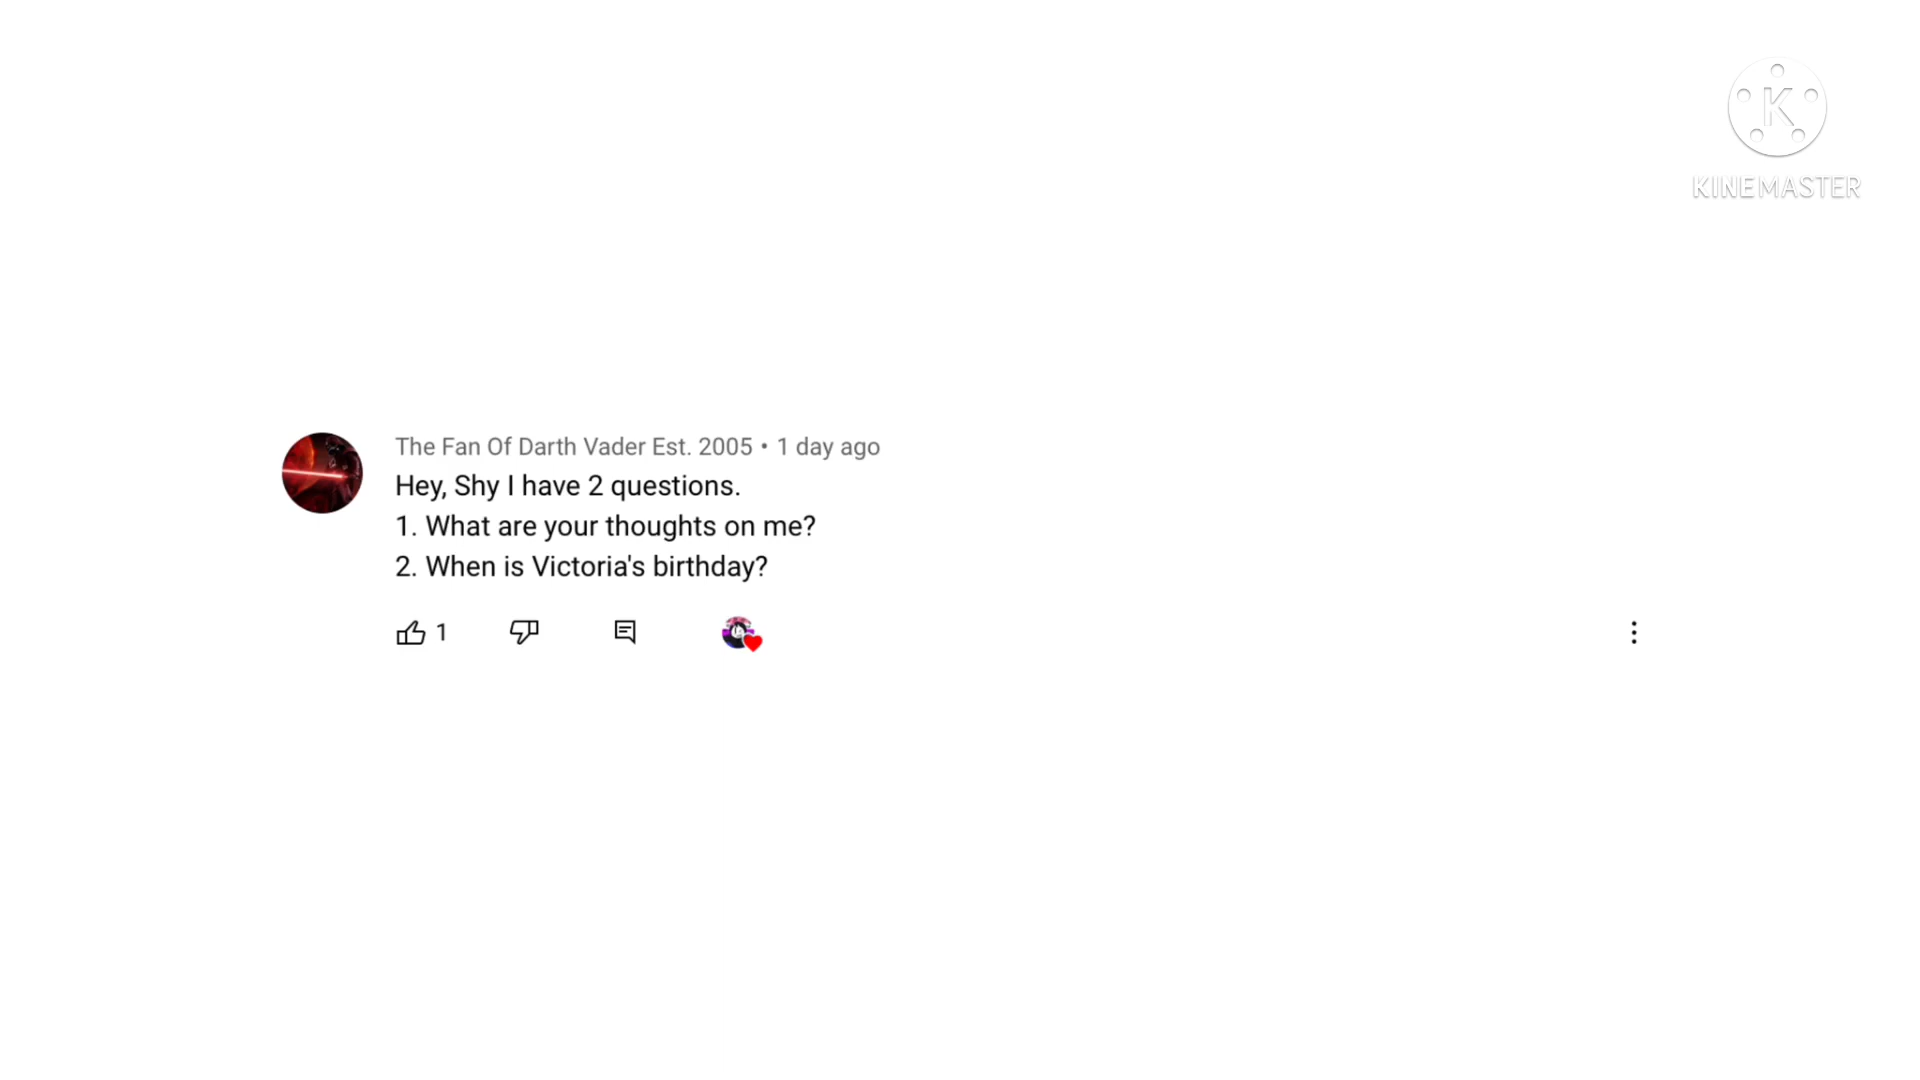 K
KINEMASTER
The Fan Of Darth Vader Est. 2005 • 1 day ago
Hey, Shy I have 2 questions.
1. What are your thoughts on me?
2. When is Victoria's birthday?
1